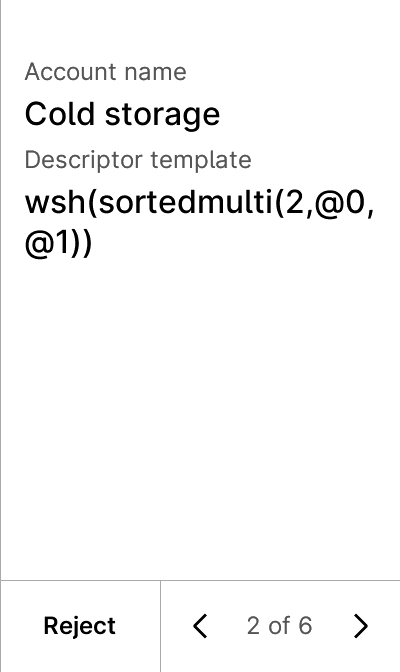 Account name
Cold storage
Descriptor template
wsh(sortedmulti(2,@0,
@1))
Reject
2 of 6